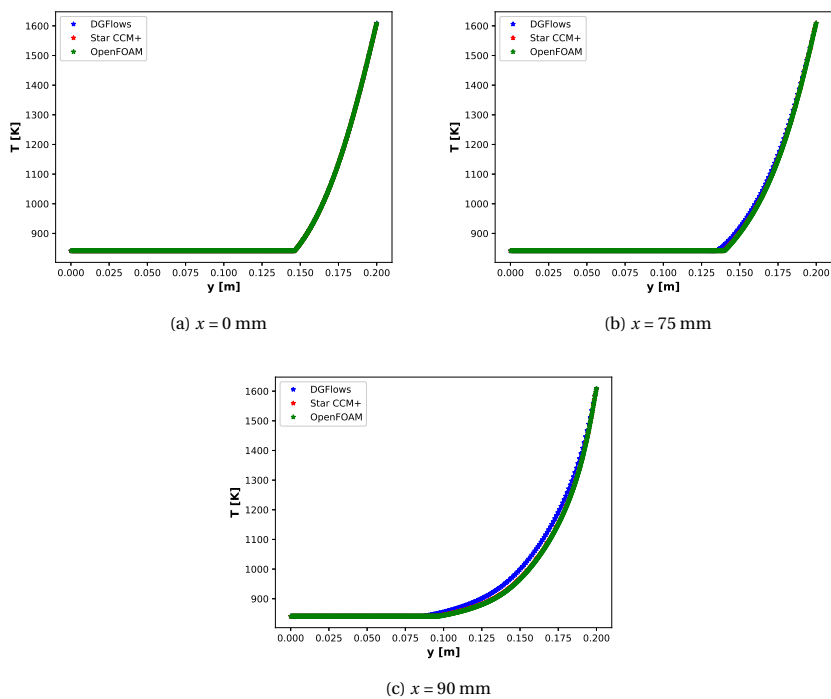 DGFlows
Star CCM+
OpenFOAM
T [K]
1600
1500
1400
1300
1200
1100
1000
900
0.000 0.025 0.050 0.075 0.100 0.125 0.150 0.175 0.200
y [m]
(a) x = 0 mm
DGFlows
Star CCM+
OpenFOAM
T [K]
1600
1500
1400
1300
1200
1100
1000
900
0.000 0.025 0.050 0.075 0.100 0.125 0.150 0.175 0.200
y [m]
(b) x = 75 mm
DGFlows
Star CCM+
OpenFOAM
T [K]
1600
1500
1400
1300
1200
1100
1000
900
0.000 0.025 0.050 0.075 0.100 0.125 0.150 0.175 0.200
y [m]
(c) x = 90 mm